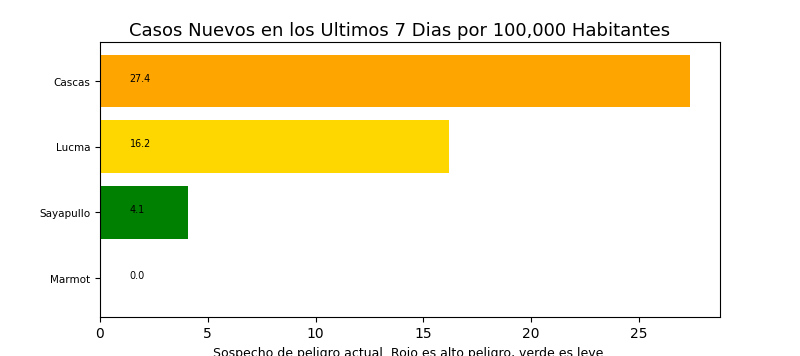 Casos Nuevos en los Ultimos 7 Dias por 100,000 Habitantes
Cascas
27.4
Lucma
16.2
Sayapullo
4.1
Marmot
0.0
0 5 10 15 20 25
Sospecho de peligro actual. Rojo es alto peligro, verde es leve